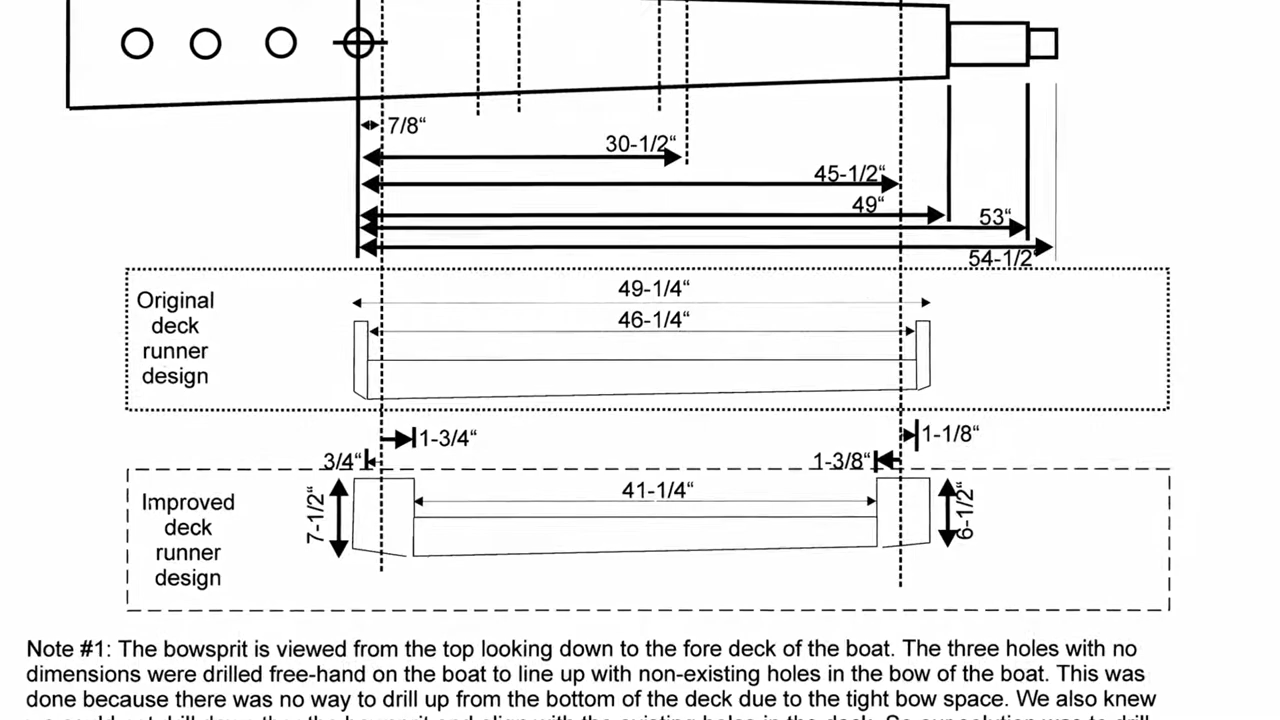 7/8“
30-1/2“
45-1/2“
49“
53“
54-1/2“
Original
deck
runner
design
49-1/4“
46-1/4“
1-3/4“
1-1/8“
3/4“
1-3/8“
Improved
deck
runner
design
7-1/2“
41-1/4“
6-1/2“
Note #1: The bowsprit is viewed from the top looking down to the fore deck of the boat. The three holes with no
dimensions were drilled free-hand on the boat to line up with non-existing holes in the bow of the boat. This was
done because there was no way to drill up from the bottom of the deck due to the tight bow space. We also knew